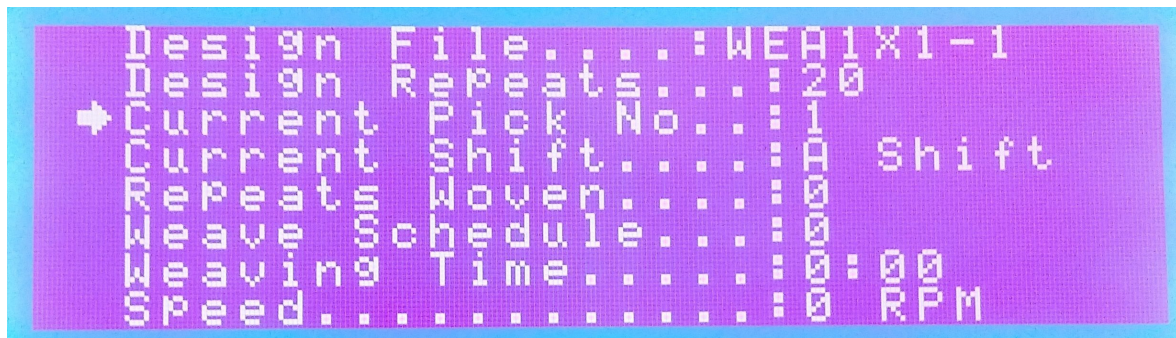 Design File....:WEA1X1-1
Design Repeats...:20
➡Current Pick No..:1
Current Shift....:A Shift
Repeats Woven....:0
Weave Schedule...:0
Weaving Time.....:0:00
Speed............:0 RPM